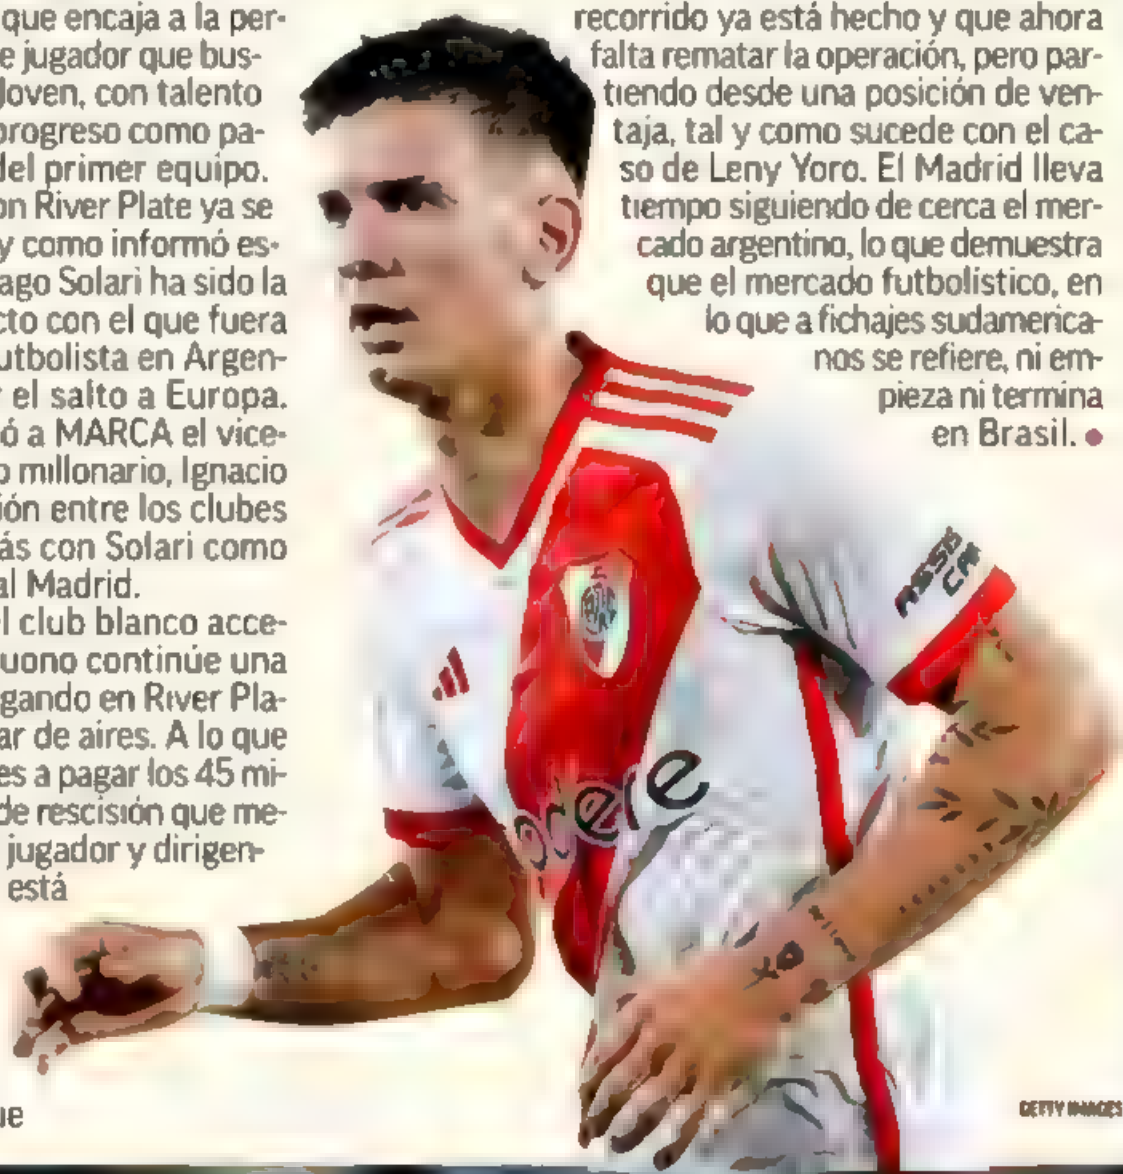 que encaja a la per-
e jugador que bus-
Joven, con talento
progreso como pa-
del primer equipo.
on River Plate ya se
y como informó es-
ago Solari ha sido la
cto con el que fuera
utbolista en Argen-
r el salto a Europa.
ó a MARCA el vice-
o millonario, Ignacio
ión entre los clubes
ás con Solari como
al Madrid.
l club blanco acce-
uono continúe una
gando en River Pla-
ar de aires. A lo que
es a pagar los 45 mi-
de rescisión que me-
jugador y dirigen-
está
ue
recorrido ya está hecho y que ahora
falta rematar la operación, pero par-
tiendo desde una posición de ven-
taja, tal y como sucede con el ca-
so de Leny Yoro. El Madrid lleva
tiempo siguiendo de cerca el mer-
cado argentino, lo que demuestra
que el mercado futbolístico, en
lo que a fichajes sudamerica-
nos se refiere, ni em-
pieza ni termina
en Brasil.
GETTY IMAGES